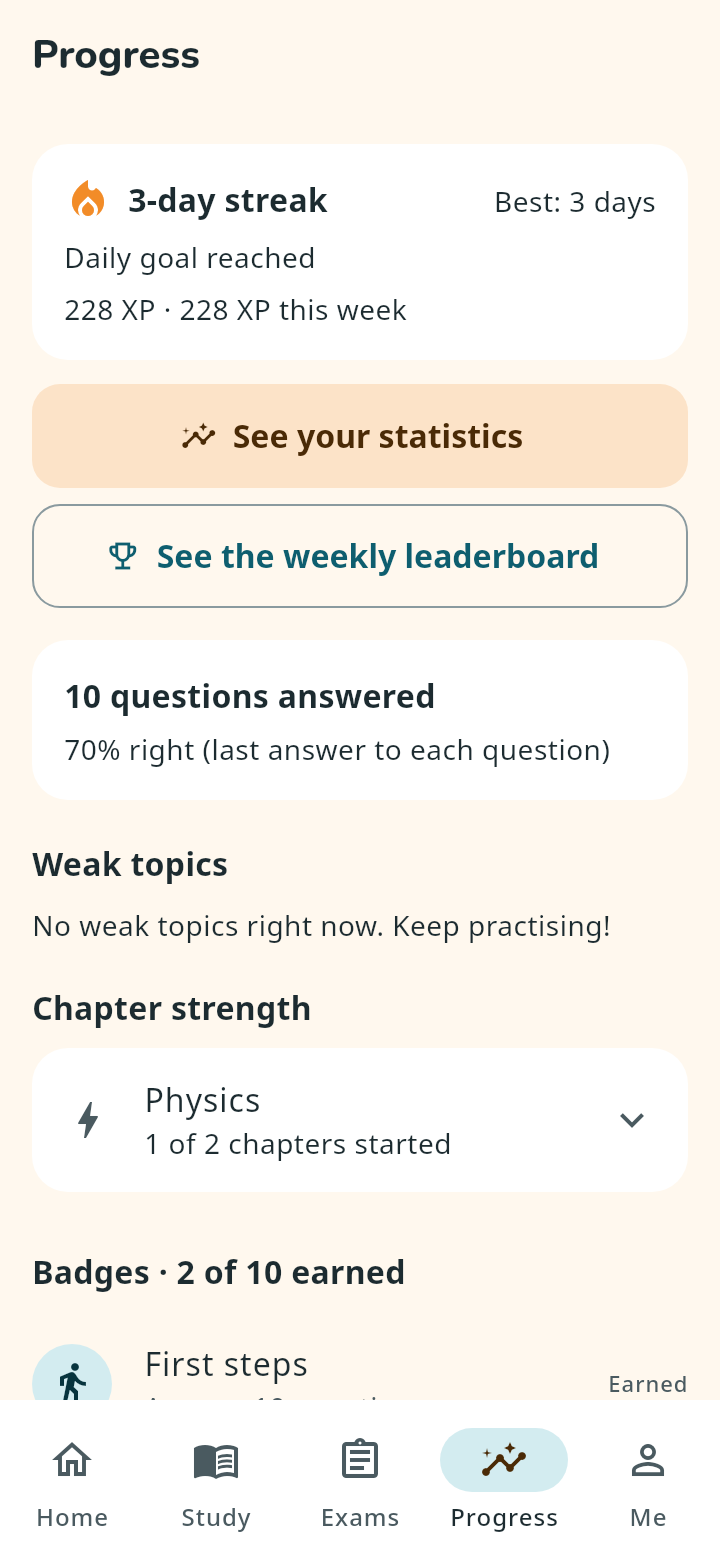 Progress
3-day streak
Best: 3 days
Daily goal reached
228 XP · 228 XP this week
See your statistics
See the weekly leaderboard
10 questions answered
70% right (last answer to each question)
Weak topics
No weak topics right now. Keep practising!
Chapter strength
Physics
1 of 2 chapters started
Badges · 2 of 10 earned
First steps
Earned
Home
Study
Exams
Progress
Me